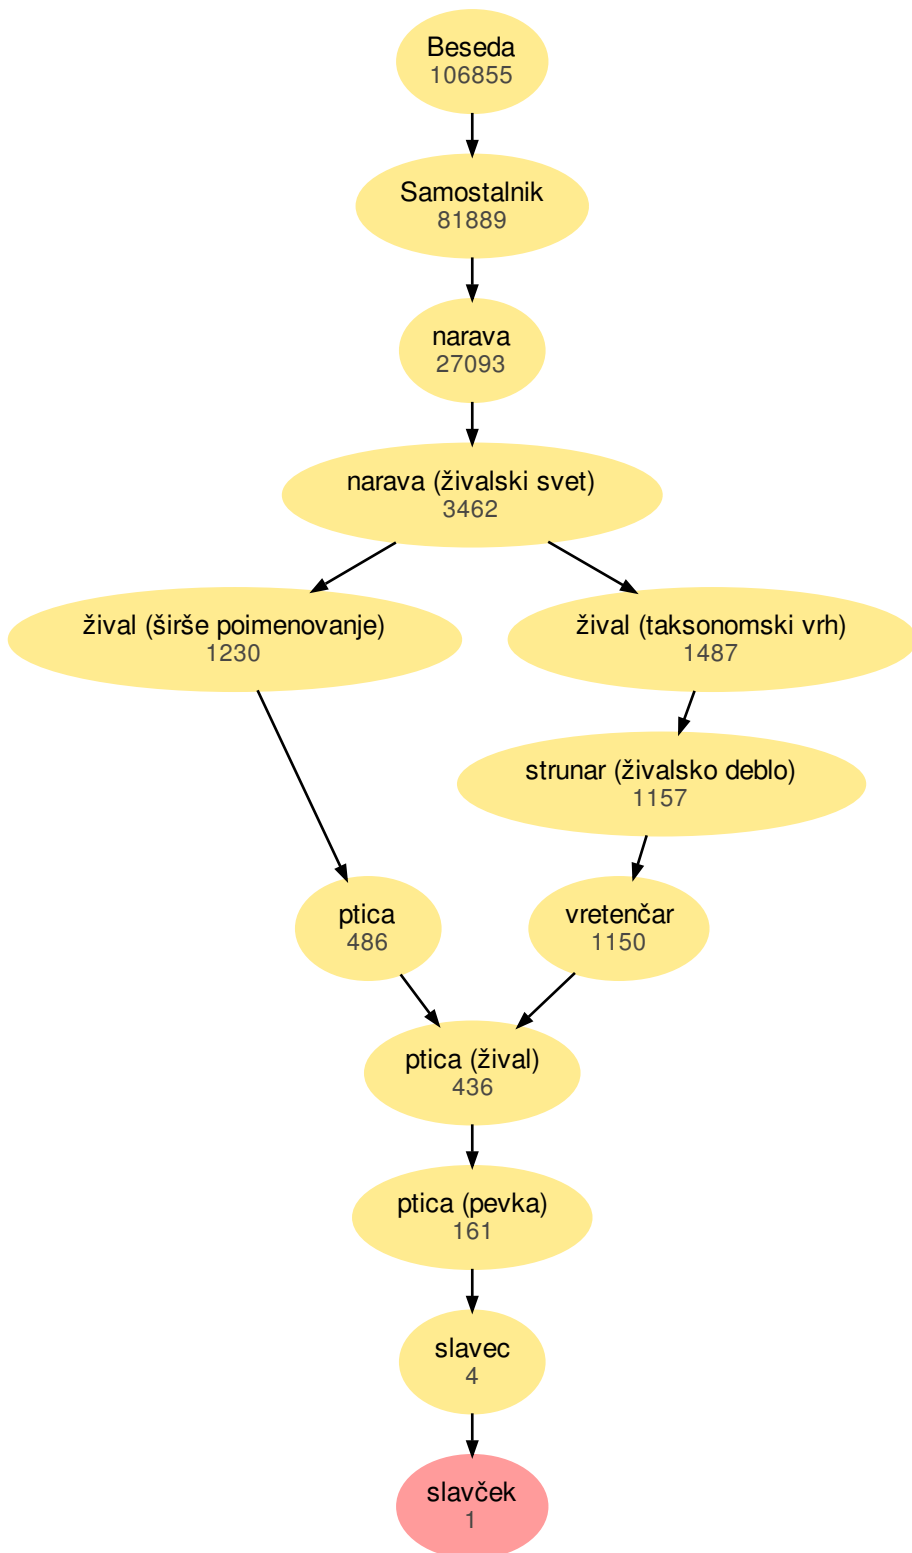 Beseda
106855
Samostalnik
81889
narava
27093
narava (živalski svet)
3462
žival (širše poimenovanje)
1230
žival (taksonomski vrh)
1487
strunar (živalsko deblo)
1157
ptica
486
vretenčar
1150
ptica (žival)
436
ptica (pevka)
161
slavec
4
slavček
1